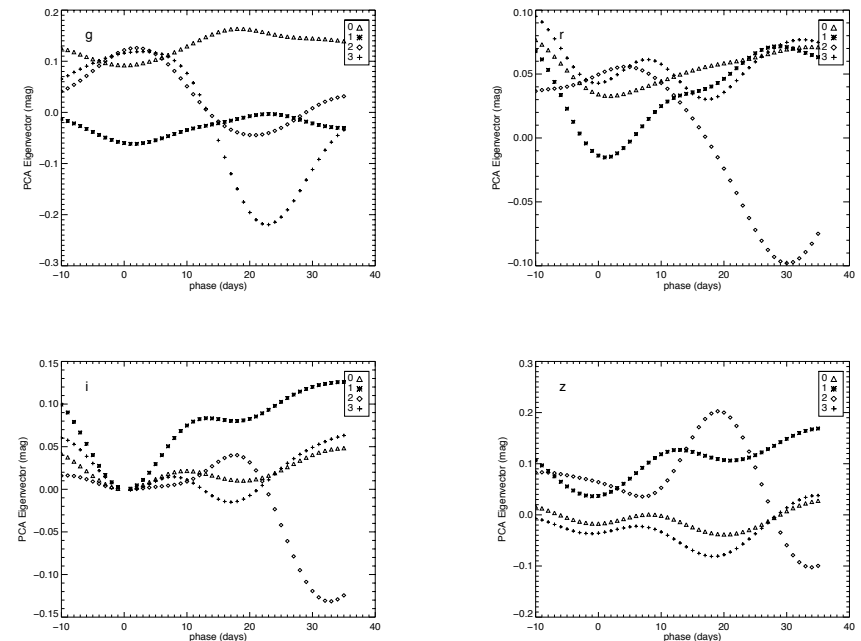 g
0 △
1 ✳
2 ◇
3 +
0.2
0.1
0.0
−0.1
−0.2
−0.3
PCA Eigenvector (mag)
−10 0 10 20 30 40
phase (days)
r
0 △
1 ✳
2 ◇
3 +
0.10
0.05
0.00
−0.05
−0.10
PCA Eigenvector (mag)
−10 0 10 20 30 40
phase (days)
i
0 △
1 ✳
2 ◇
3 +
0.15
0.10
0.05
0.00
−0.05
−0.10
−0.15
PCA Eigenvector (mag)
−10 0 10 20 30 40
phase (days)
z
0 △
1 ✳
2 ◇
3 +
0.3
0.2
0.1
0.0
−0.1
−0.2
PCA Eigenvector (mag)
−10 0 10 20 30 40
phase (days)